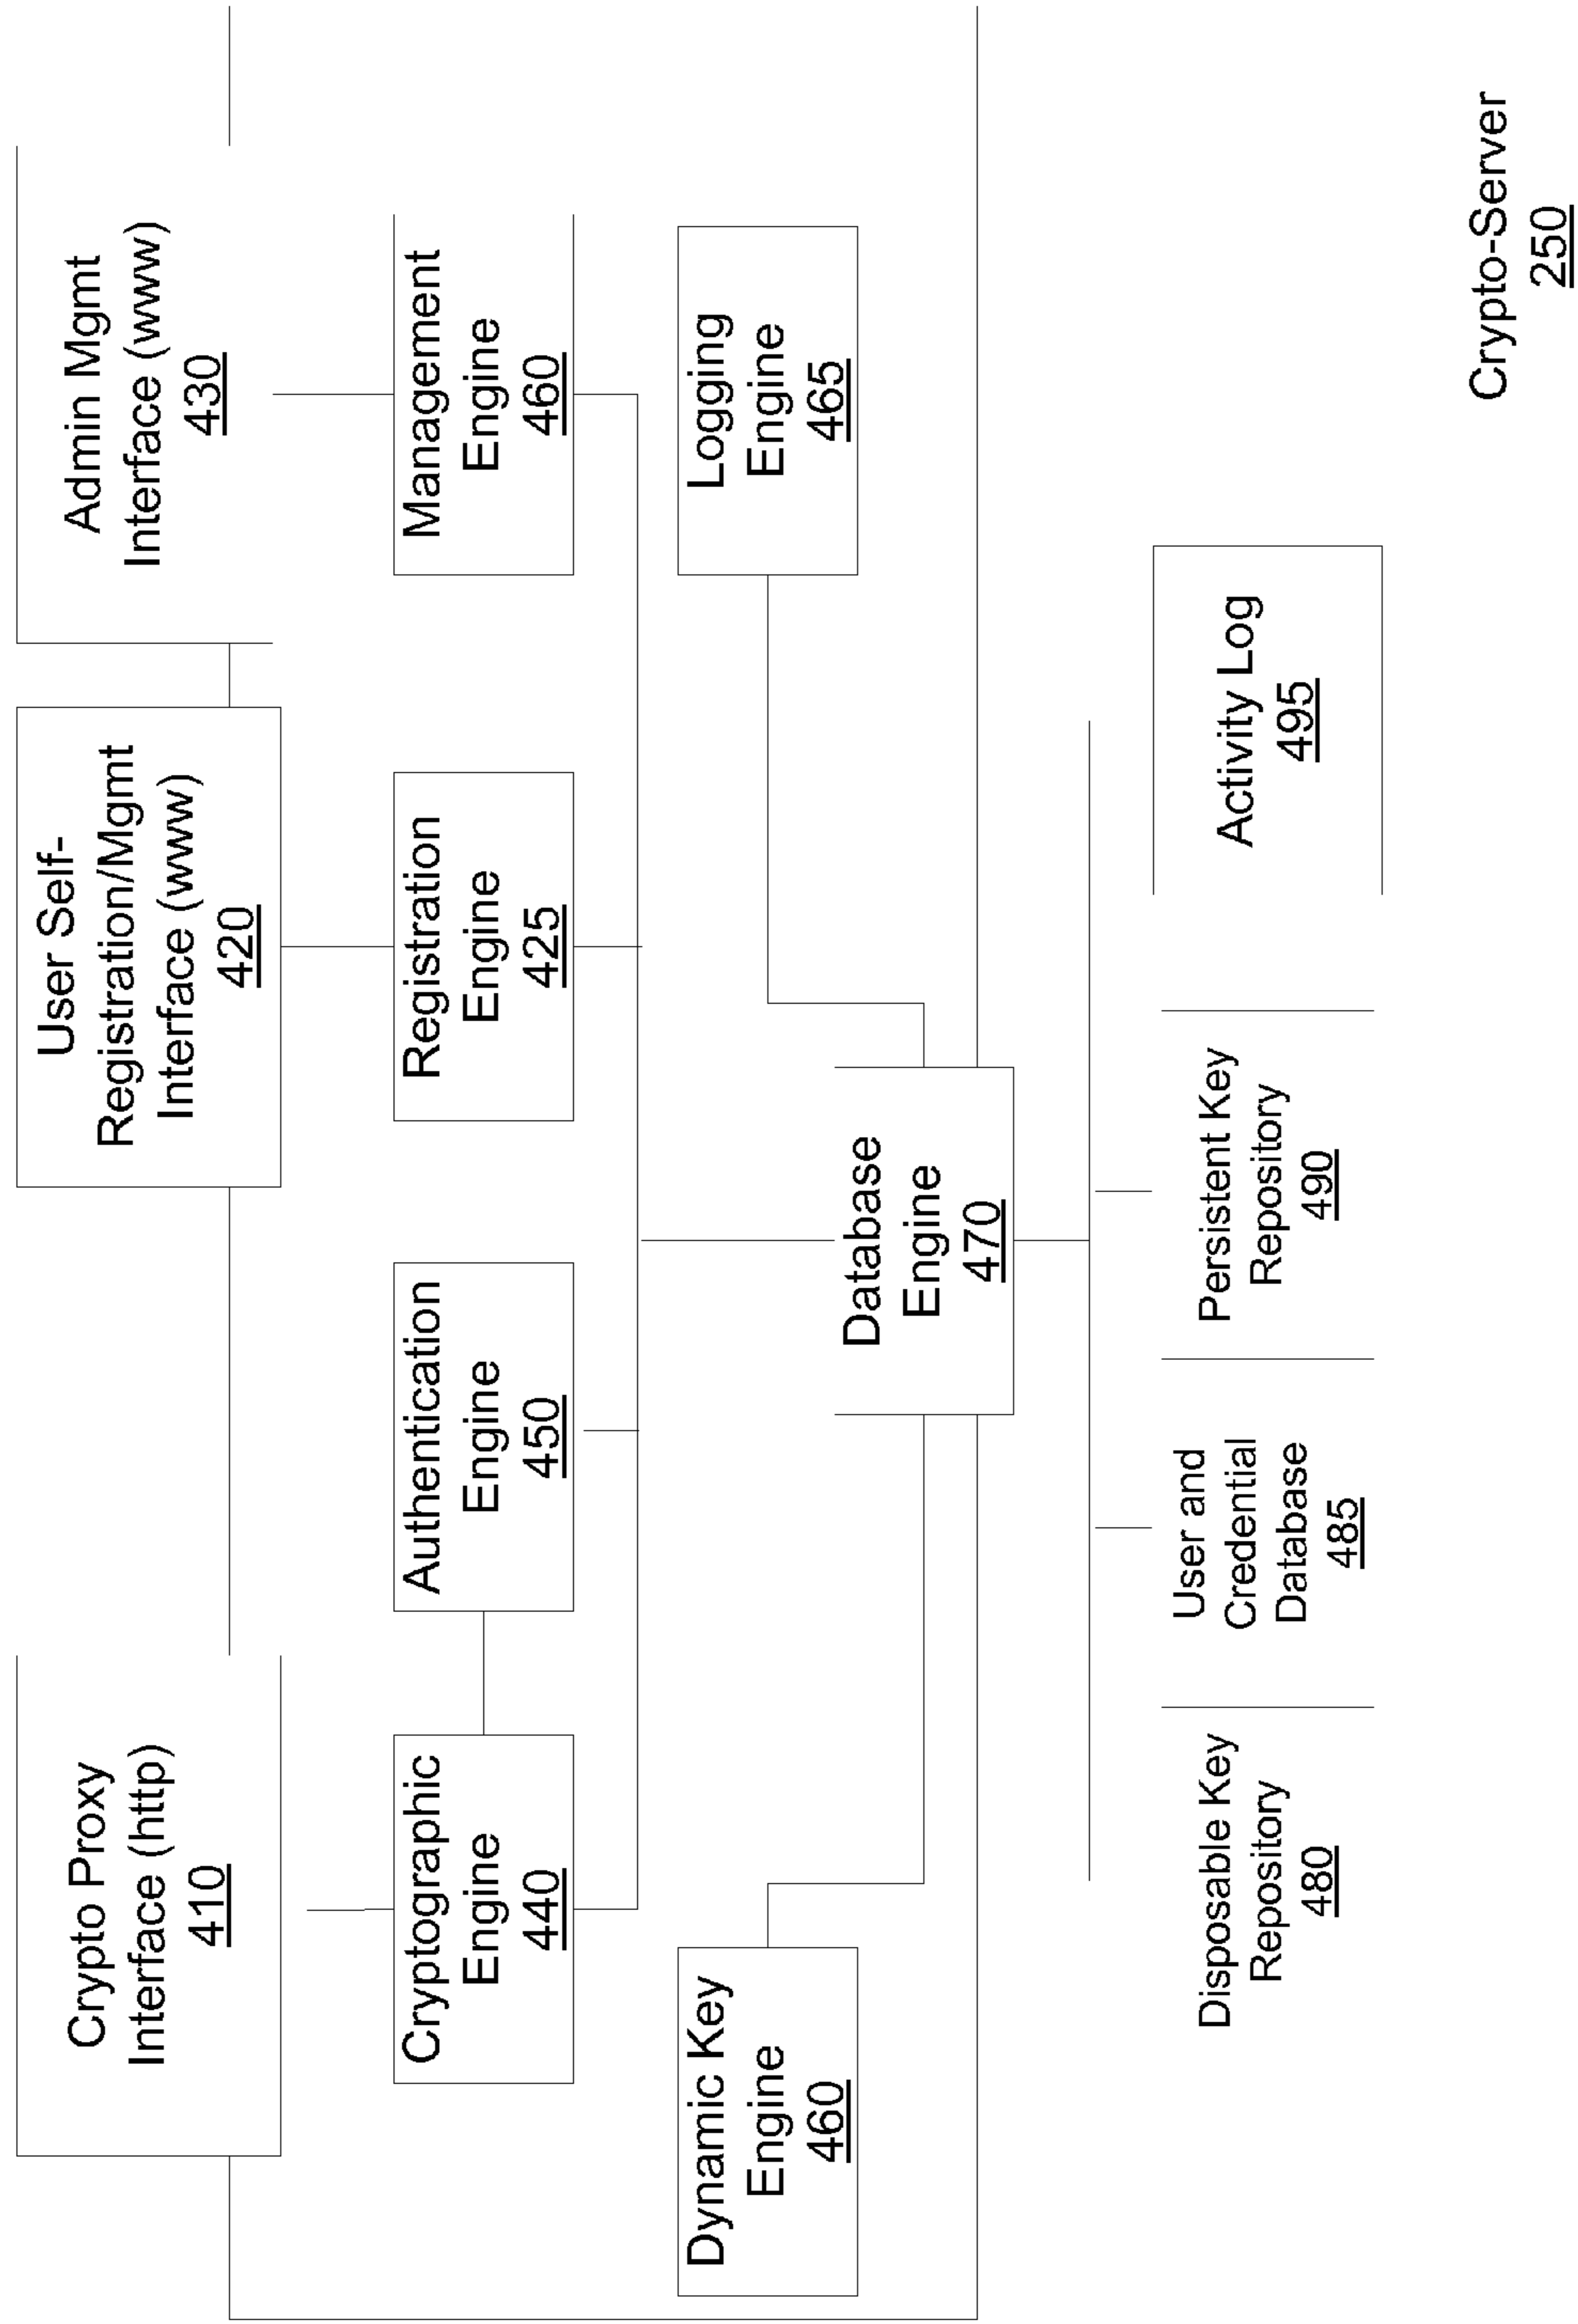 Crypto Proxy
Interface (http)
410
User Self-
Registration/Mgmt
Interface (www)
420
Admin Mgmt
Interface (www)
430
Cryptographic
Engine
440
Authentication
Engine
450
Registration
Engine
425
Management
Engine
460
Dynamic Key
Engine
460
Logging
Engine
465
Database
Engine
470
Disposable Key
Repository
480
User and
Credential
Database
485
Persistent Key
Repository
490
Activity Log
495
Crypto-Server
250